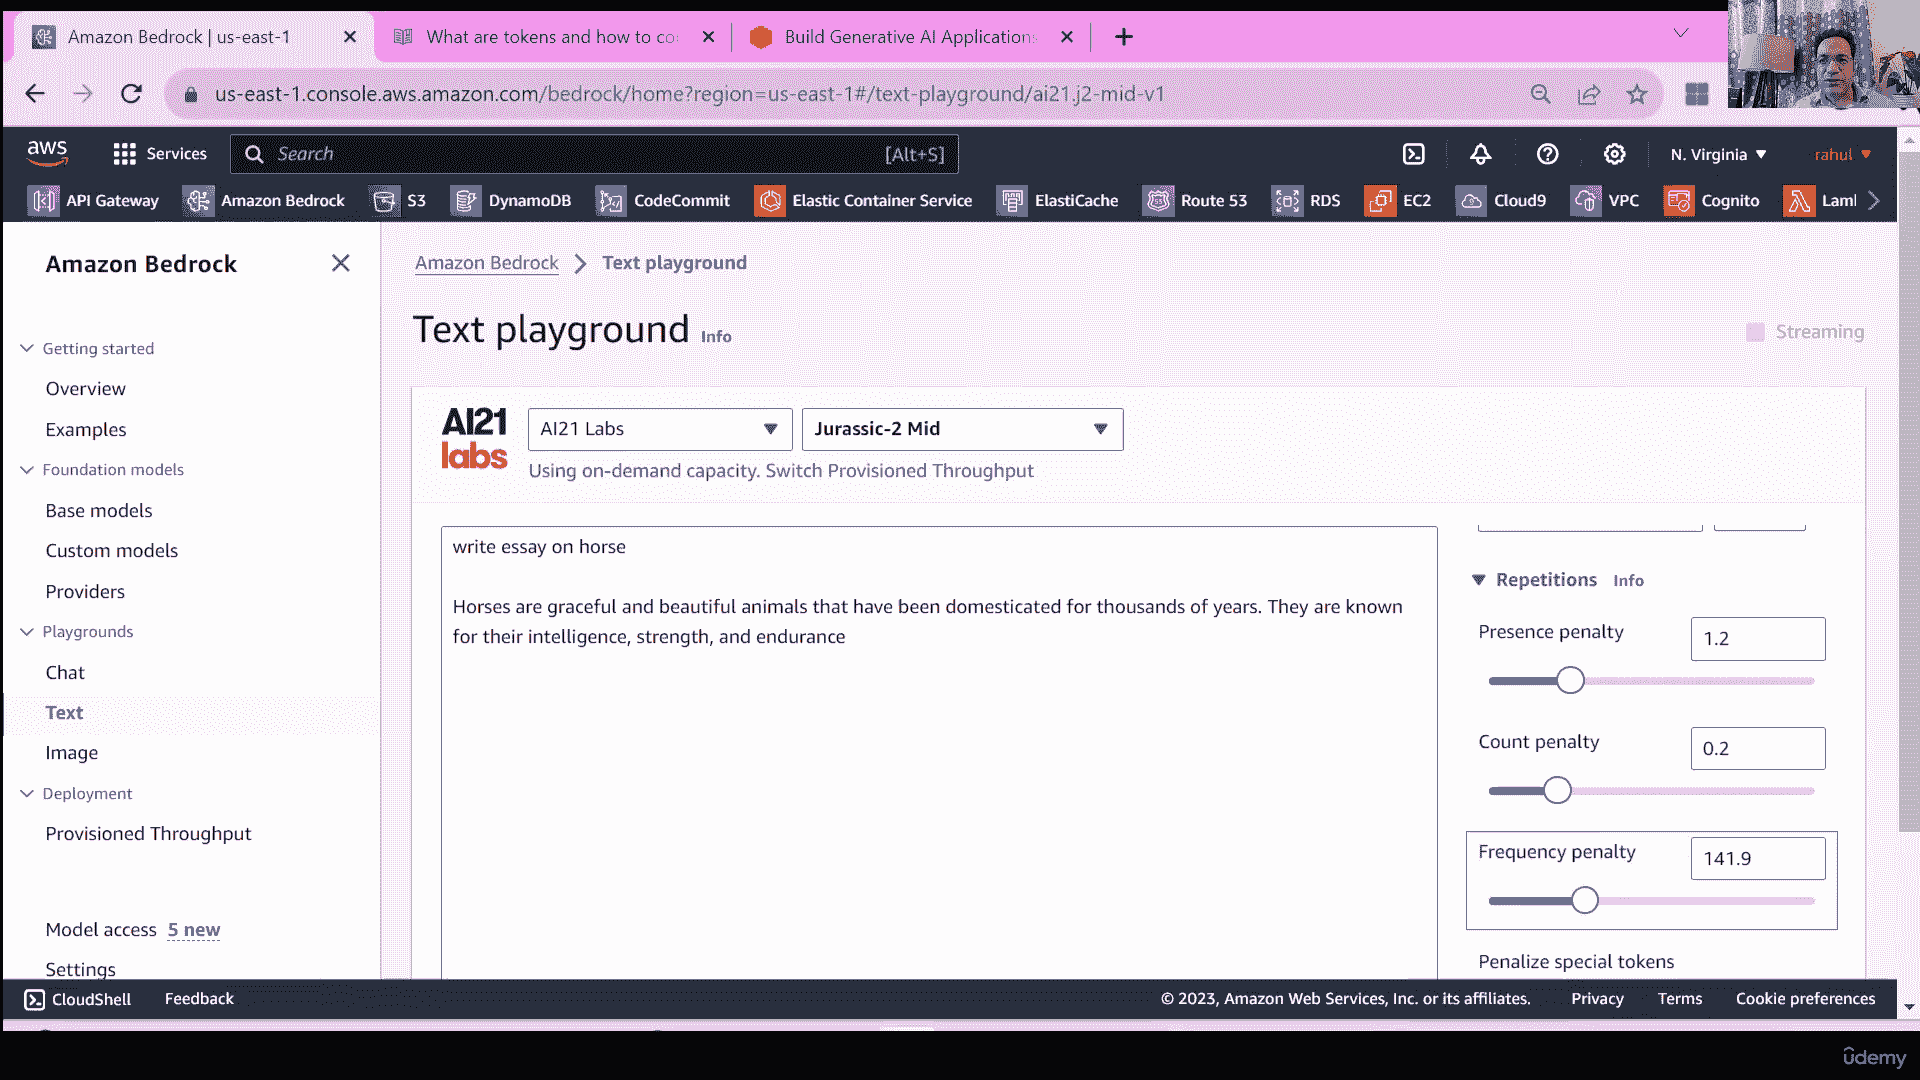 Amazon Bedrock | us-east-1
What are tokens and how to co
Build Generative AI Applications
us-east-1.console.aws.amazon.com/bedrock/home?region=us-east-1#/text-playground/ai21.j2-mid-v1
aws
Services
Search
[Alt+S]
N. Virginia
rahul
API Gateway
Amazon Bedrock
S3
DynamoDB
CodeCommit
Elastic Container Service
ElastiCache
Route 53
RDS
EC2
Cloud9
VPC
Cognito
Laml
Amazon Bedrock
Getting started
Overview
Examples
Foundation models
Base models
Custom models
Providers
Playgrounds
Chat
Text
Image
Deployment
Provisioned Throughput
Model access 5 new
Settings
Amazon Bedrock
Text playground
Text playground Info
Streaming
AI21
labs
AI21 Labs
Jurassic-2 Mid
Using on-demand capacity. Switch Provisioned Throughput
write essay on horse
Horses are graceful and beautiful animals that have been domesticated for thousands of years. They are known
for their intelligence, strength, and endurance
Repetitions Info
Presence penalty
1.2
Count penalty
0.2
Frequency penalty
141.9
Penalize special tokens
CloudShell
Feedback
© 2023, Amazon Web Services, Inc. or its affiliates.
Privacy
Terms
Cookie preferences
udemy